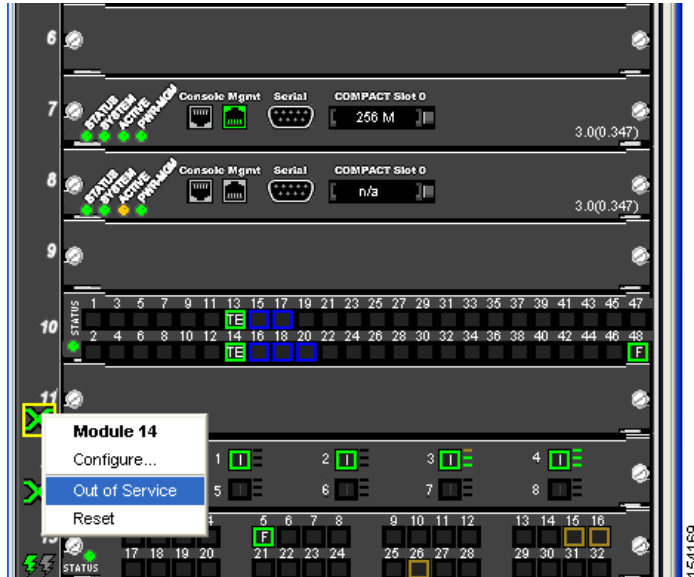 6
7
STATUS SYSTEM ACTIVE PWR-MGM
Console Mgmt Serial COMPACT Slot 0
256 M
3.0(0.347)
8
STATUS SYSTEM ACTIVE PWR-MGM
Console Mgmt Serial COMPACT Slot 0
n/a
3.0(0.347)
9
10
STATUS
1 3 5 7 9 11 13 15 17 19 21 23 25 27 29 31 33 35 37 39 41 43 45 47
TE
2 4 6 8 10 12 14 16 18 20 22 24 26 28 30 32 34 36 38 40 42 44 46 48
TE F
11
Module 14
Configure...
Out of Service
Reset
1 2 3 4
5 6 7 8
5 6 7 8 9 10 11 12 13 14 15 16
F
17 18 19 20 21 22 23 24 25 26 27 28 29 30 31 32
STATUS
154169